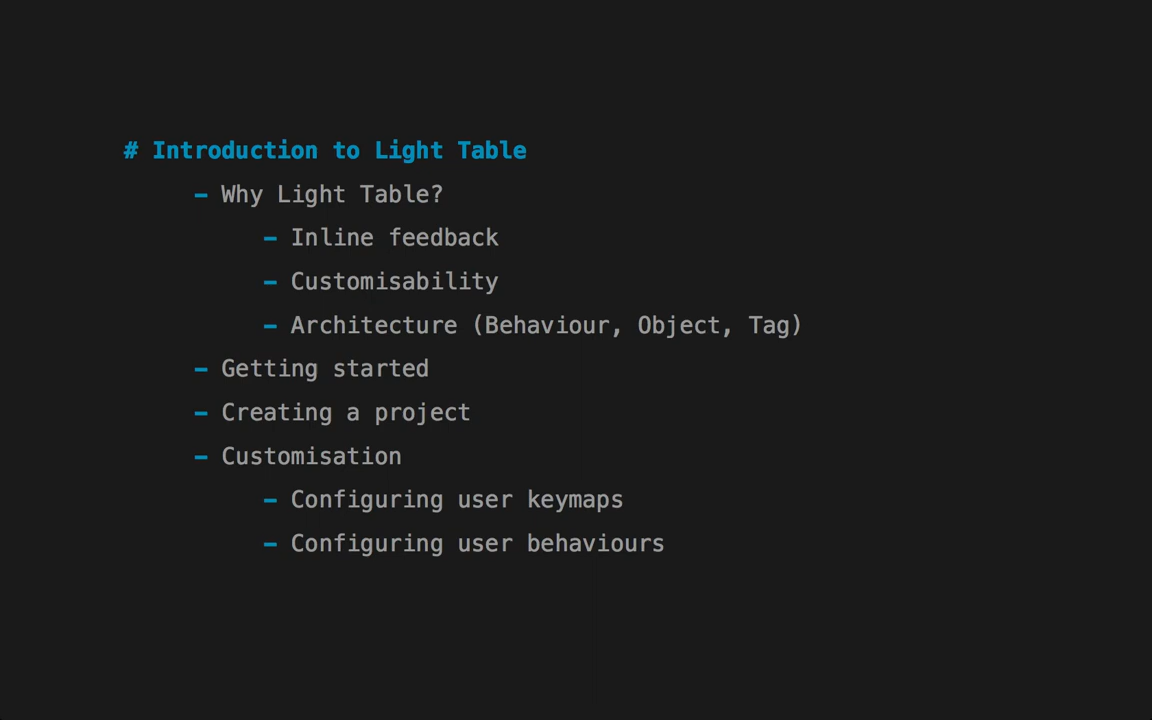 # Introduction to Light Table
- Why Light Table?
- Inline feedback
- Customisability
- Architecture (Behaviour, Object, Tag)
- Getting started
- Creating a project
- Customisation
- Configuring user keymaps
- Configuring user behaviours